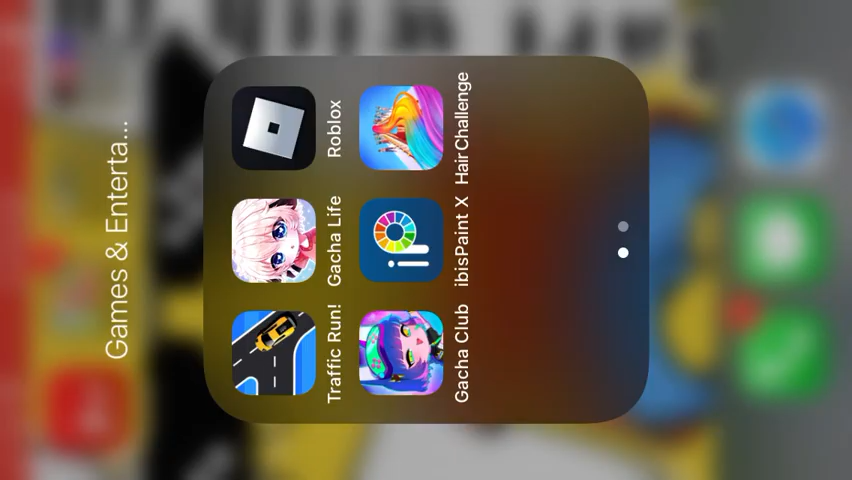 Games & Enterta...
Traffic Run!
Gacha Life
Roblox
Gacha Club
ibisPaint X
Hair Challenge